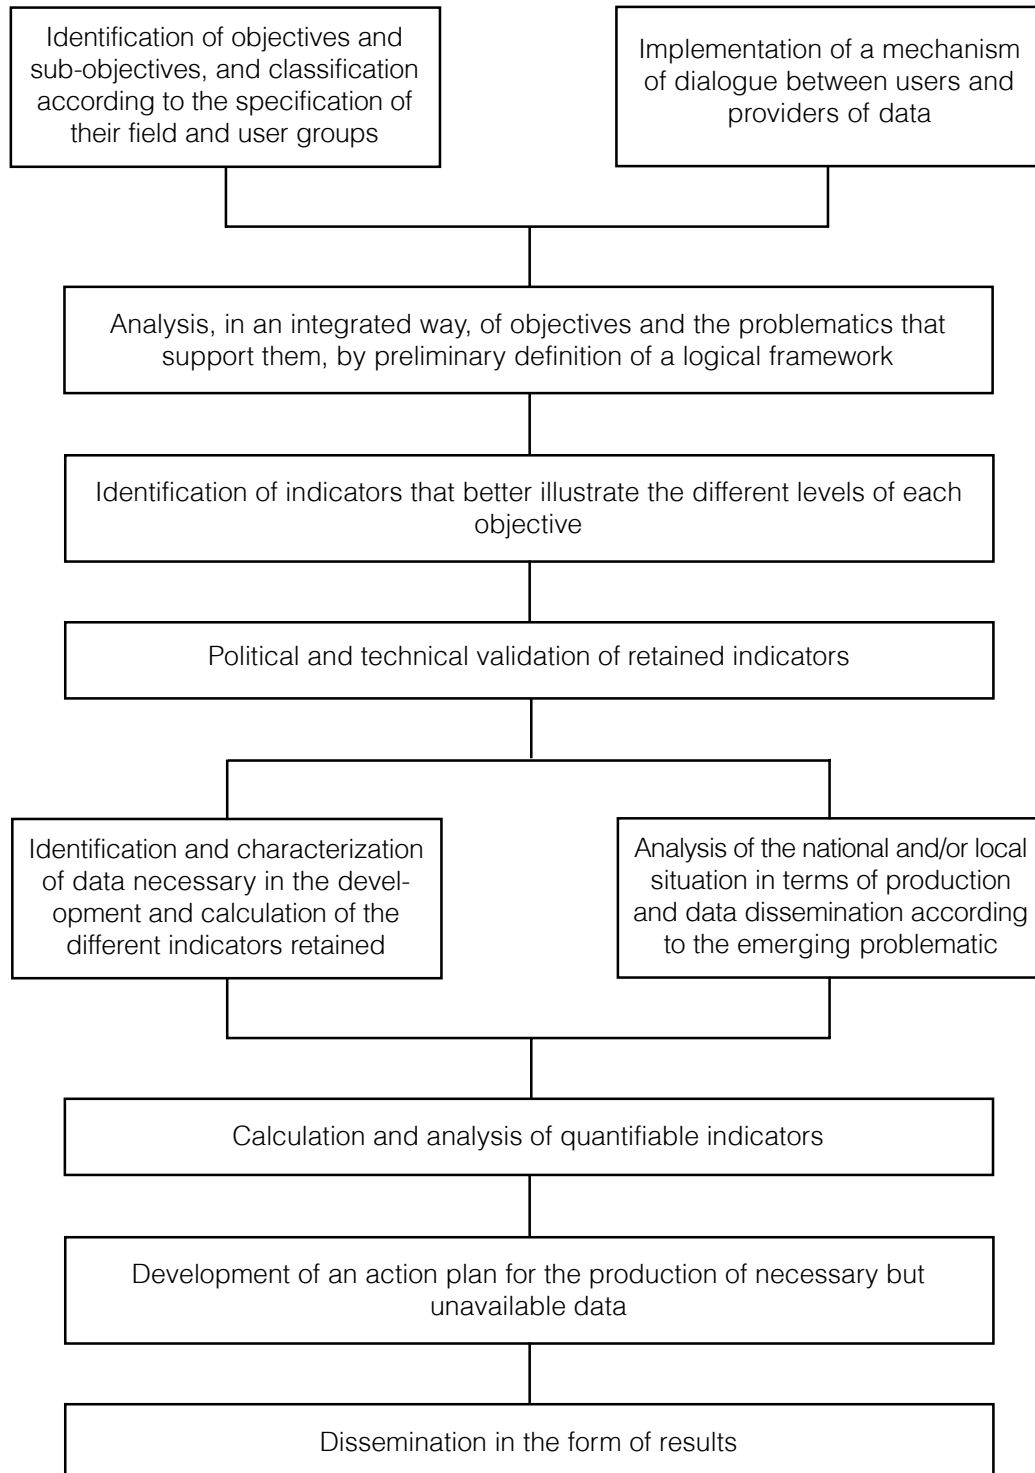 Identification of objectives and
sub-objectives, and classification
according to the specification of
their field and user groups
Implementation of a mechanism
of dialogue between users and
providers of data
Analysis, in an integrated way, of objectives and the problematics that
support them, by preliminary definition of a logical framework
Identification of indicators that better illustrate the different levels of each
objective
Political and technical validation of retained indicators
Identification and characterization
of data necessary in the devel-
opment and calculation of the
different indicators retained
Analysis of the national and/or local
situation in terms of production
and data dissemination according
to the emerging problematic
Calculation and analysis of quantifiable indicators
Development of an action plan for the production of necessary but
unavailable data
Dissemination in the form of results